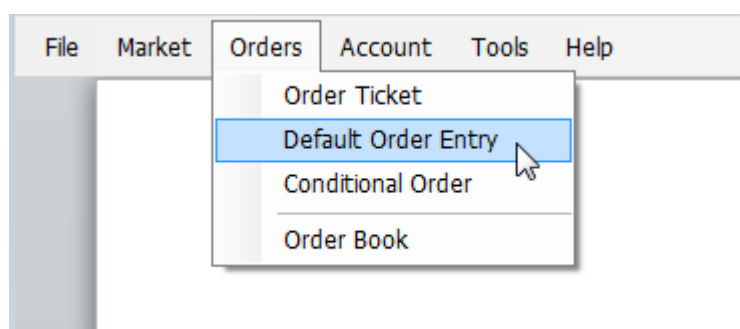 File Market Orders Account Tools Help
Order Ticket
Default Order Entry
Conditional Order
Order Book